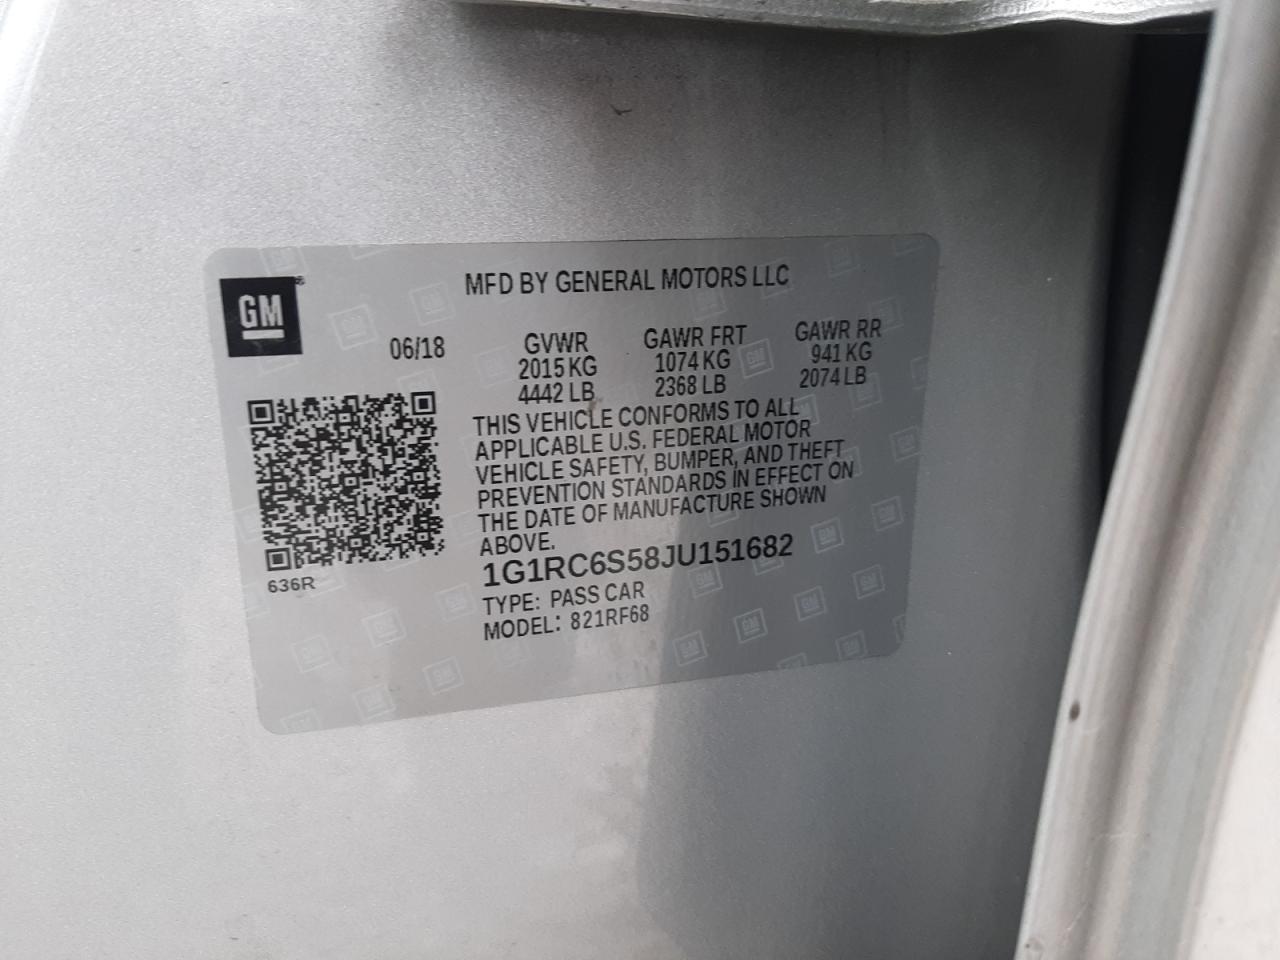 GM
MFD BY GENERAL MOTORS LLC
06/18
GVWR GAWR FRT GAWR RR
2015 KG 1074 KG 941 KG
4442 LB 2368 LB 2074 LB
THIS VEHICLE CONFORMS TO ALL
APPLICABLE U.S. FEDERAL MOTOR
VEHICLE SAFETY, BUMPER, AND THEFT
PREVENTION STANDARDS IN EFFECT ON
THE DATE OF MANUFACTURE SHOWN
ABOVE.
636R
1G1RC6S58JU151682
TYPE: PASS CAR
MODEL: 821RF68